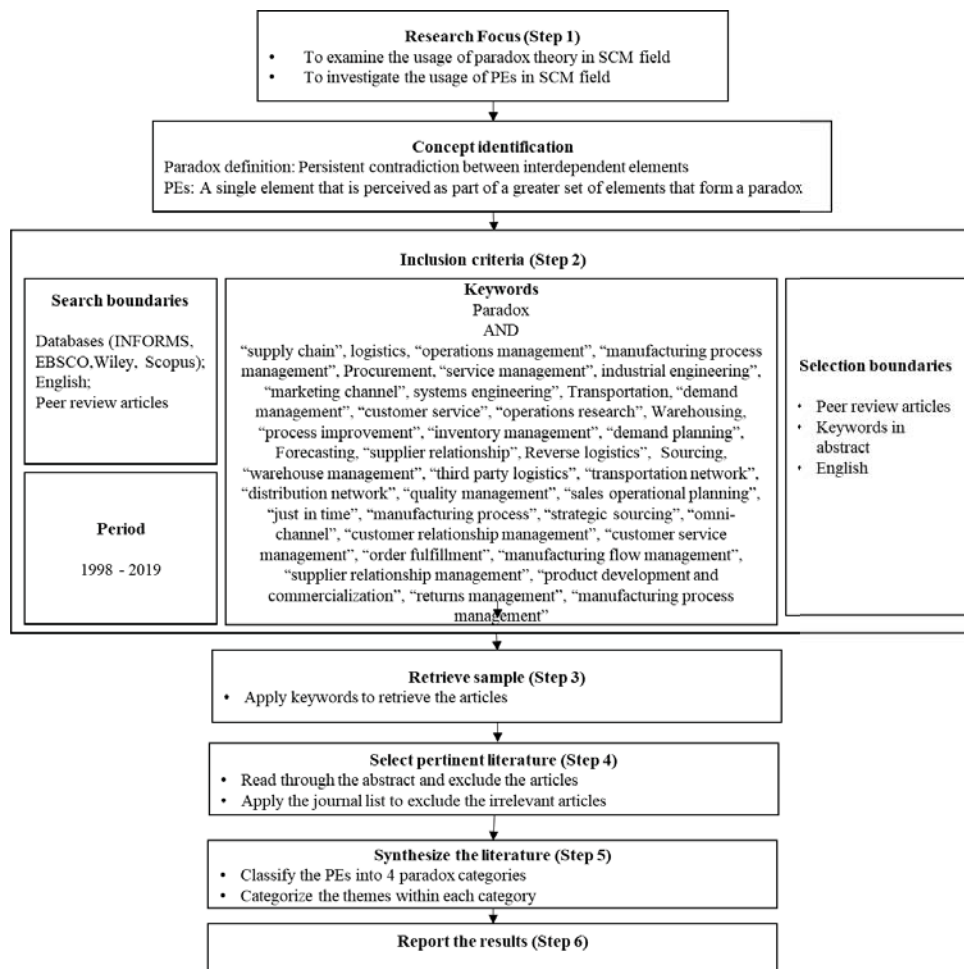 Research Focus (Step 1)
• To examine the usage of paradox theory in SCM field
• To investigate the usage of PEs in SCM field
Concept identification
Paradox definition: Persistent contradiction between interdependent elements
PEs: A single element that is perceived as part of a greater set of elements that form a paradox
Inclusion criteria (Step 2)
Search boundaries
Databases (INFORMS,
EBSCO,Wiley, Scopus);
English;
Peer review articles
Period
1998 - 2019
Keywords
Paradox
AND
“supply chain”, logistics, “operations management”, “manufacturing process
management”, Procurement, “service management”, industrial engineering”,
“marketing channel”, systems engineering”, Transportation, “demand
management”, “customer service”, “operations research”, Warehousing,
“process improvement”, “inventory management”, “demand planning”,
Forecasting, “supplier relationship”, Reverse logistics”, Sourcing,
“warehouse management”, “third party logistics”, “transportation network”,
“distribution network”, “quality management”, “sales operational planning”,
“just in time”, “manufacturing process”, “strategic sourcing”, “omni-
channel”, “customer relationship management”, “customer service
management”, “order fulfillment”, “manufacturing flow management”,
“supplier relationship management”, “product development and
commercialization”, “returns management”, “manufacturing process
management”
Selection boundaries
• Peer review articles
• Keywords in
abstract
• English
Retrieve sample (Step 3)
• Apply keywords to retrieve the articles
Select pertinent literature (Step 4)
• Read through the abstract and exclude the articles
• Apply the journal list to exclude the irrelevant articles
Synthesize the literature (Step 5)
• Classify the PEs into 4 paradox categories
• Categorize the themes within each category
Report the results (Step 6)